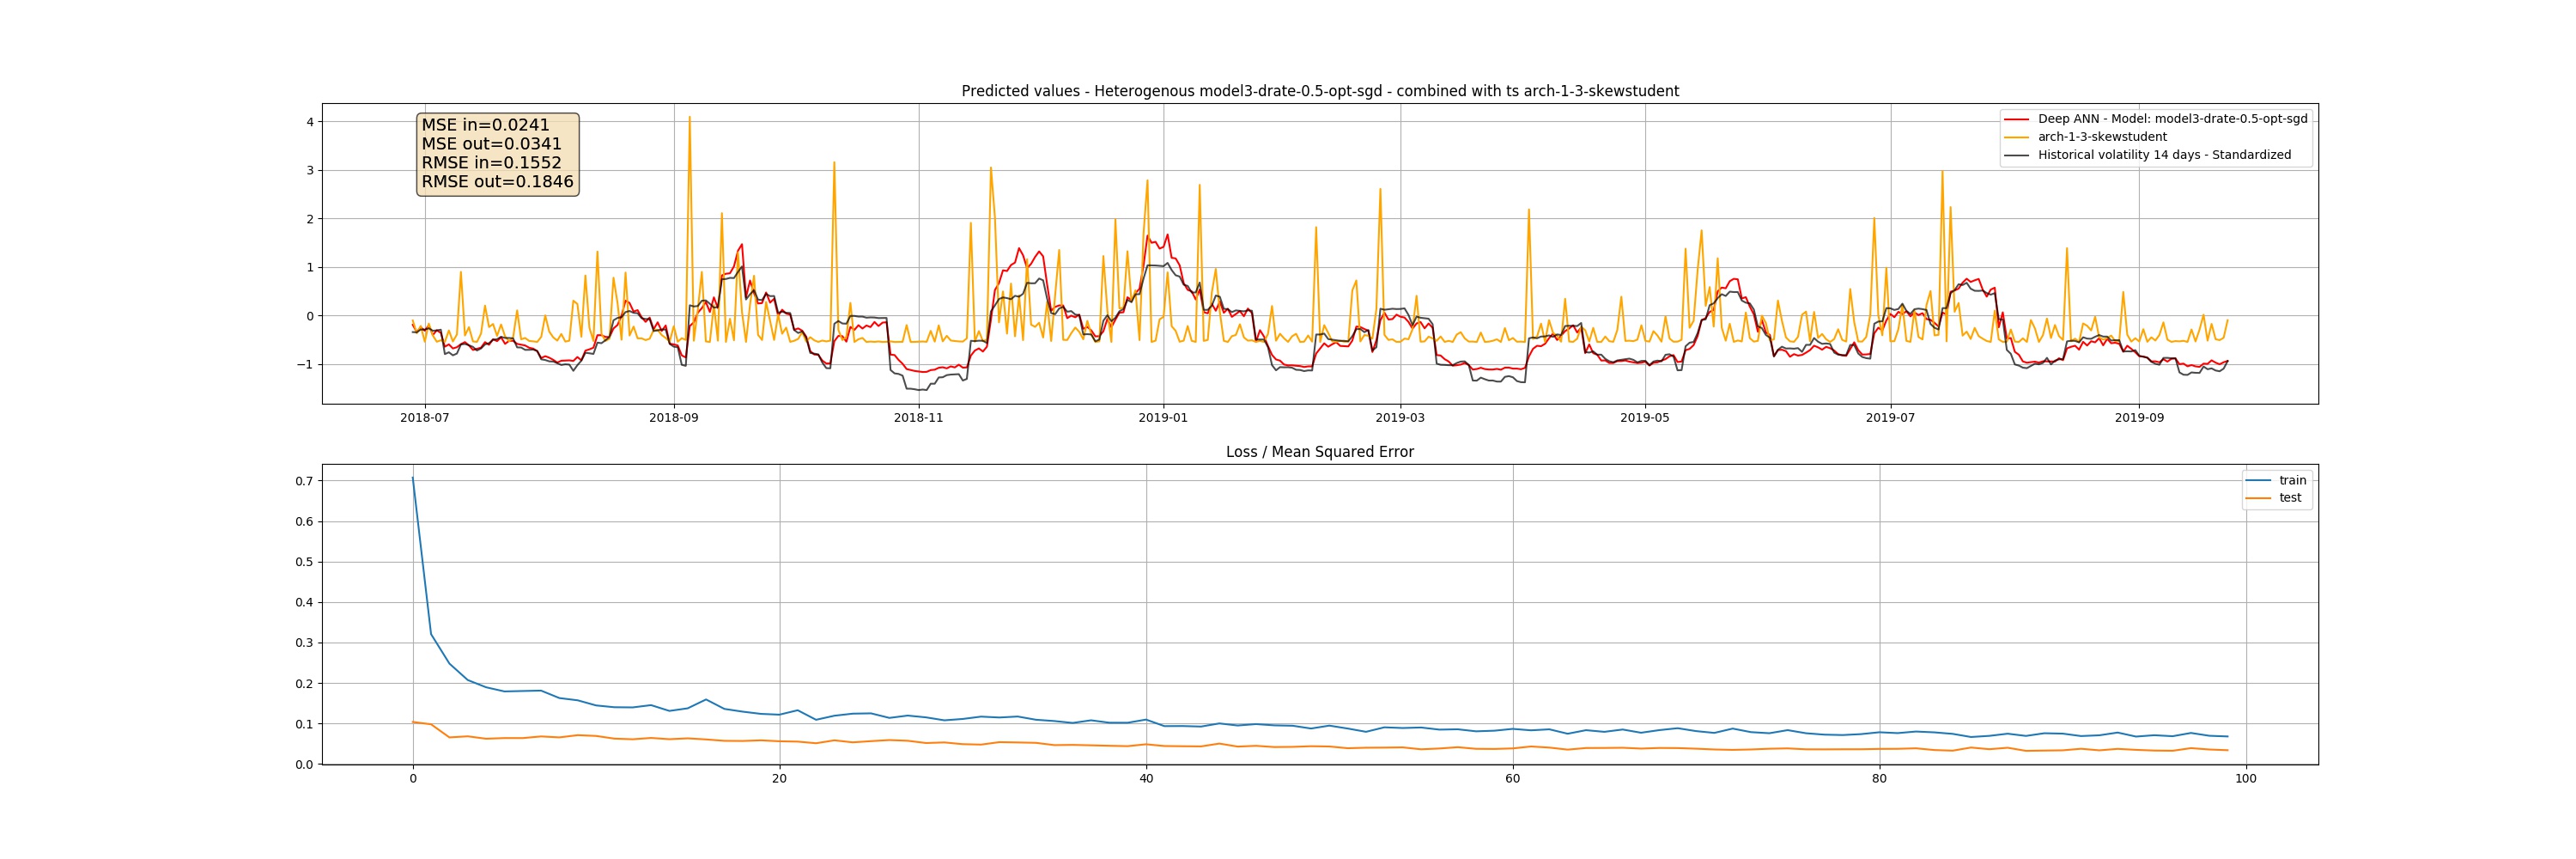 Predicted values - Heterogenous model3-drate-0.5-opt-sgd - combined with ts arch-1-3-skewstudent
4
3
2
1
0
−1
MSE in=0.0241
MSE out=0.0341
RMSE in=0.1552
RMSE out=0.1846
Deep ANN - Model: model3-drate-0.5-opt-sgd
arch-1-3-skewstudent
Historical volatility 14 days - Standardized
2018-07 2018-09 2018-11 2019-01 2019-03 2019-05 2019-07 2019-09
Loss / Mean Squared Error
0.7
0.6
0.5
0.4
0.3
0.2
0.1
0.0
train
test
0 20 40 60 80 100